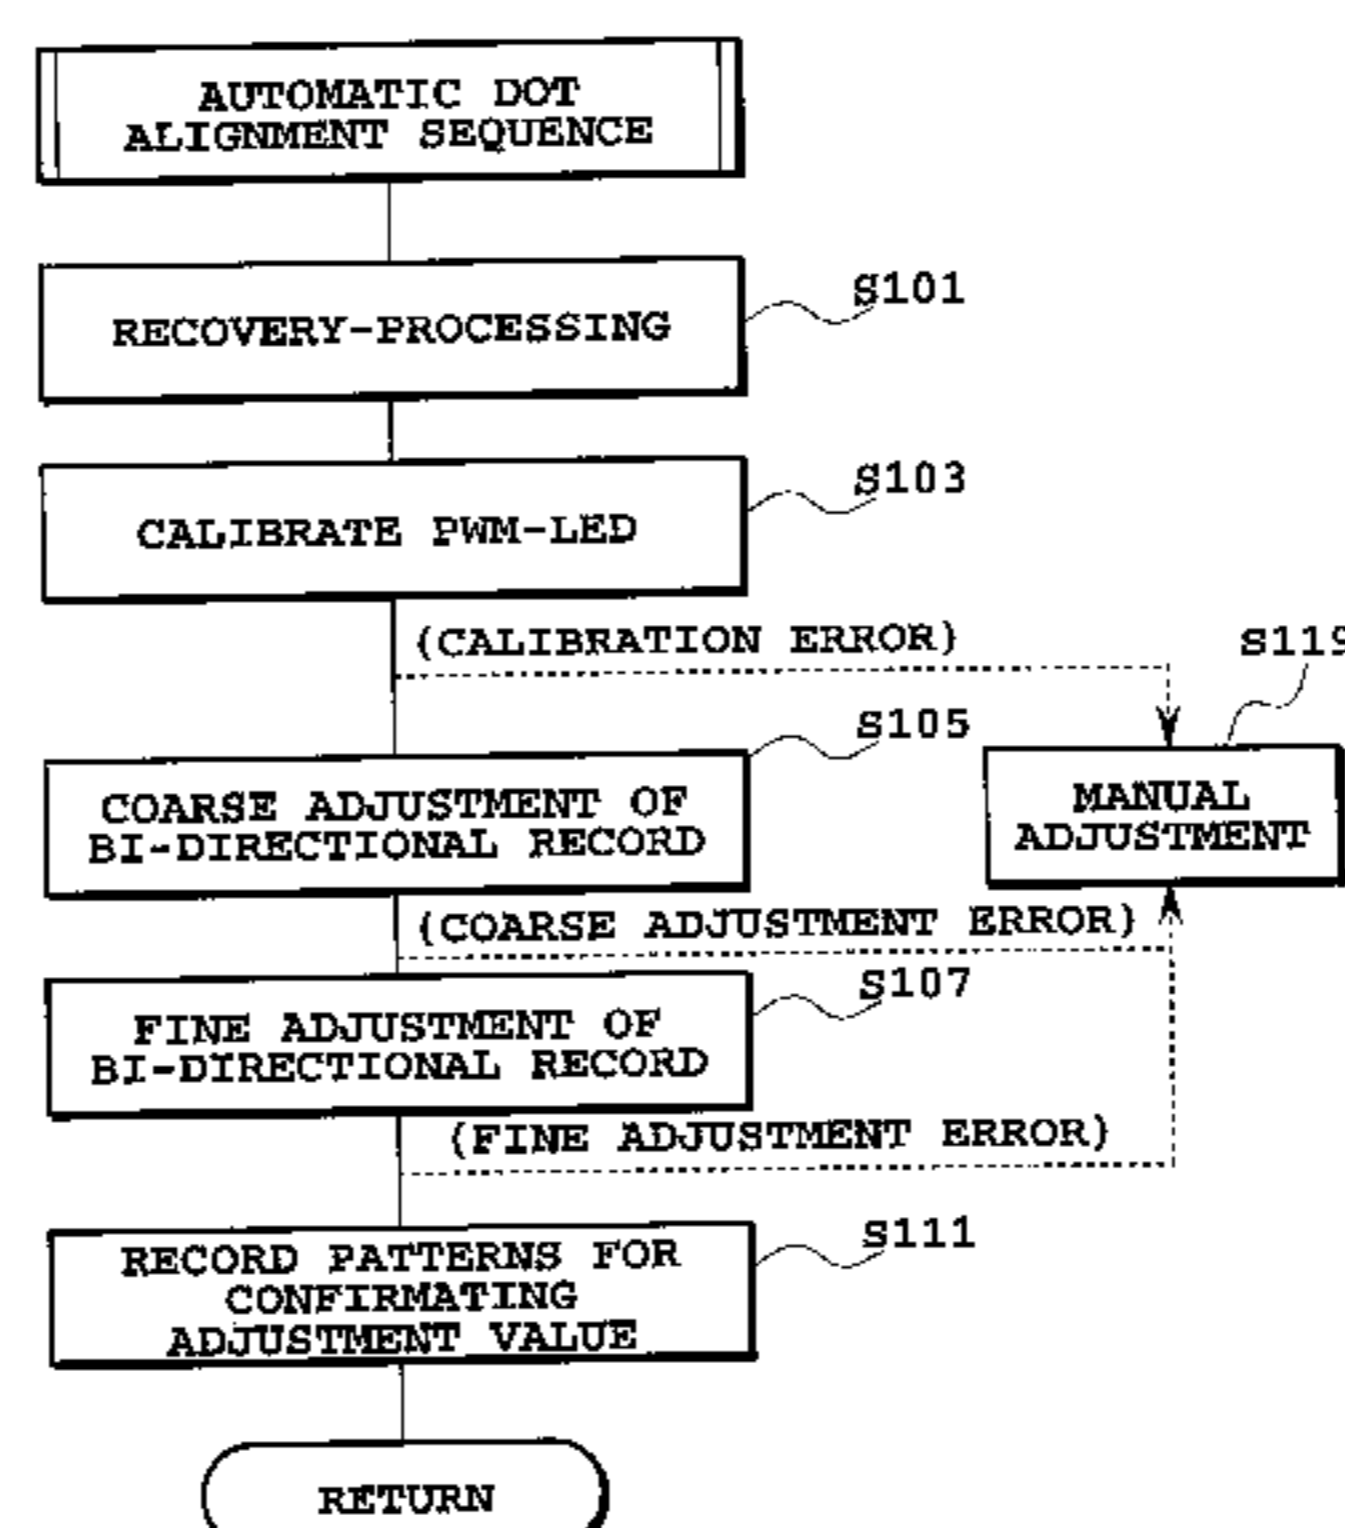 AUTOMATIC DOT
ALIGNMENT SEQUENCE
RECOVERY-PROCESSING
S101
CALIBRATE PWM-LED
S103
(CALIBRATION ERROR)
S119
S105
COARSE ADJUSTMENT OF
BI-DIRECTIONAL RECORD
MANUAL
ADJUSTMENT
(COARSE ADJUSTMENT ERROR)
S107
FINE ADJUSTMENT OF
BI-DIRECTIONAL RECORD
(FINE ADJUSTMENT ERROR)
S111
RECORD PATTERNS FOR
CONFIRMATING
ADJUSTMENT VALUE
RETURN